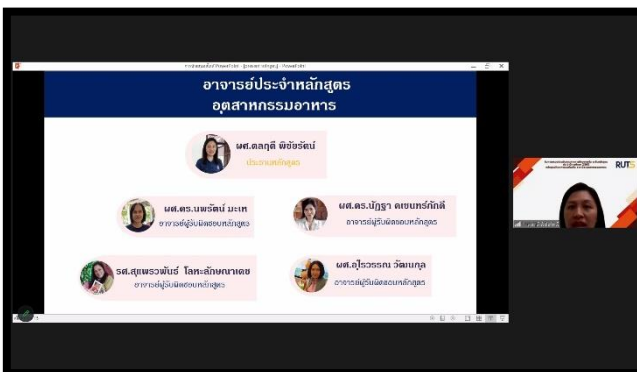 อาจารย์ประจำหลักสูตร
อุตสาหกรรมอาหาร
ผศ.ดลฤดี พิชัยรัตน์
ประธานหลักสูตร
ผศ.ดร.นพรัตน์ มะเห
อาจารย์ผู้รับผิดชอบหลักสูตร
ผศ.ดร.ณัฏฐา คเชนทร์ภักดี
อาจารย์ผู้รับผิดชอบหลักสูตร
รศ.สุแพรวพันธ์ โลหะลักษณาเดช
อาจารย์ผู้รับผิดชอบหลักสูตร
ผศ.อุไรวรรณ วัฒนกุล
อาจารย์ผู้รับผิดชอบหลักสูตร
RUTS